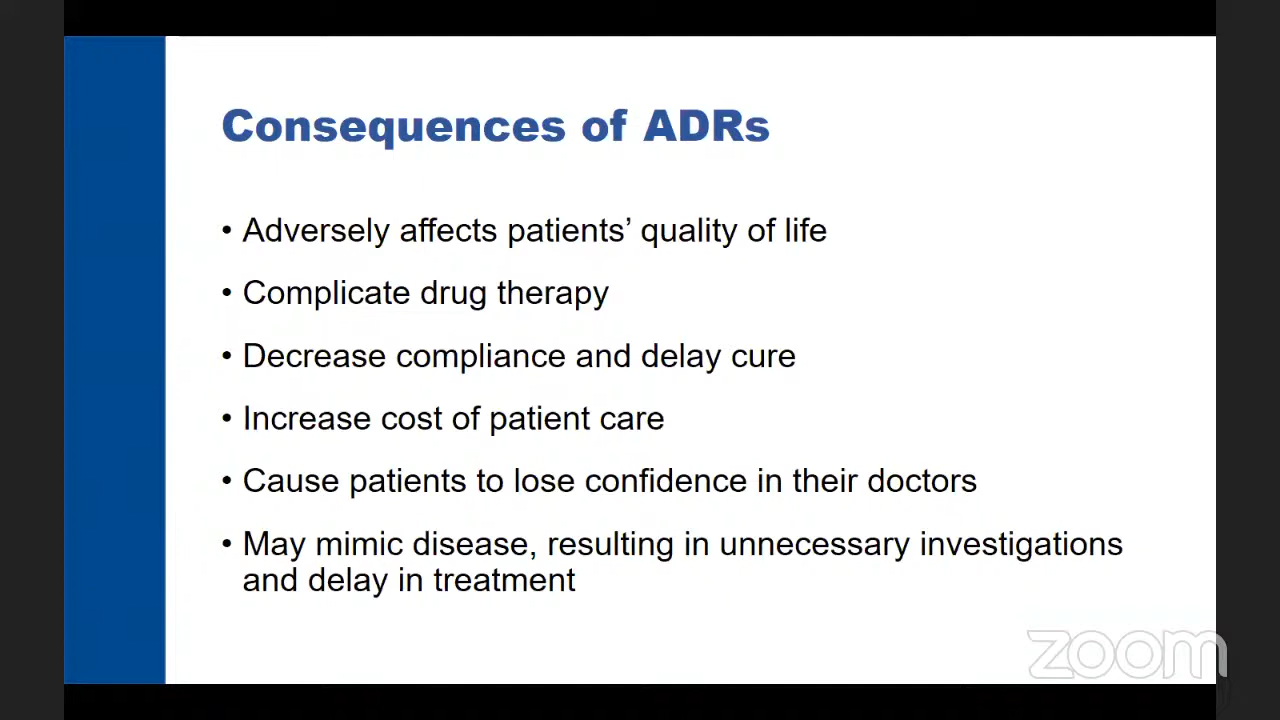 Consequences of ADRs
• Adversely affects patients’ quality of life
• Complicate drug therapy
• Decrease compliance and delay cure
• Increase cost of patient care
• Cause patients to lose confidence in their doctors
• May mimic disease, resulting in unnecessary investigations
and delay in treatment
zoom